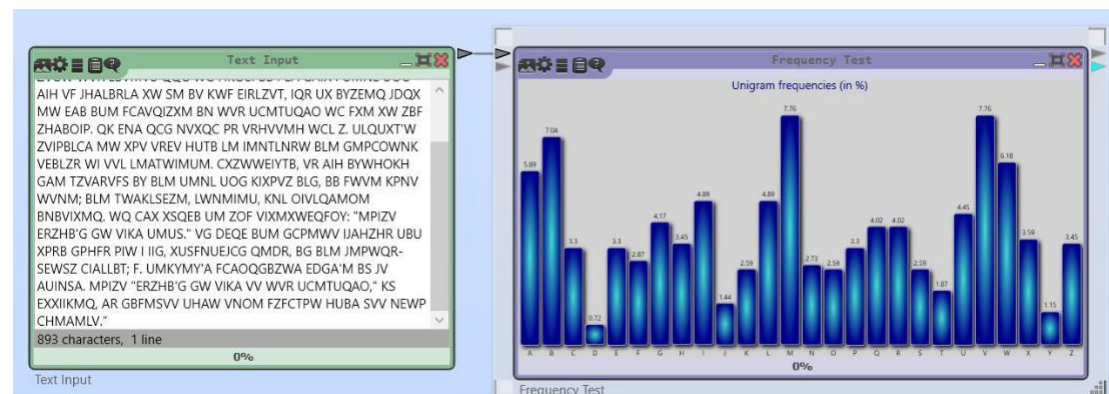 Text Input
AIH VF JHALBRLA XW SM BV KWF EIRLZVT, IQR UX BYZEMQ JDQX
MW EAB BUM FCAVQIZXM BN WVR UCMTUQAO WC FXM XW ZBF
ZHABOIP. QK ENA QCG NVXQC PR VRHVVMH WCL Z. ULQUXT'W
ZVIPBLCA MW XPV VREV HUTB LM IMNTLNRW BLM GMPCOWNK
VEBLZR WI VVL LMATWIMUM. CXZWWEIYTB, VR AIH BYWHOKH
GAM TZVARVFS BY BLM UMNL UOG KIXPVZ BLG, BB FWVM KPNV
WVNM; BLM TWAKLSEZM, LWNMIMU, KNL OIVLQAMOM
BNBVIXMQ. WQ CAX XSQEB UM ZOF VIXMXWEQFOY: "MPIZV
ERZHB'G GW VIKA UMUS." VG DEQE BUM GCPMWV IJAHZHR UBU
XPRB GPHFR PIW I IIG, XUSFNUEJCG QMDR, BG BLM JMPWQR-
SEWSZ CIALLBT; F. UMKYMY'A FCAOQGBZWA EDGA'M BS JV
AUINSA. MPIZV "ERZHB'G GW VIKA VV WVR UCMTUQAO," KS
EXXIIKMQ, AR GBFMSVV UHAW VNOM FZFCTPW HUBA SVV NEWP
CHMAMLV."
893 characters, 1 line
0%
Text Input
Frequency Test
Unigram frequencies (in %)
5.89 7.04 3.3 0.72 3.3 2.87 4.17 3.45 4.89 1.44 2.59 4.89 7.76 2.73 2.59 3.3 4.02 4.02 2.59 1.87 4.45 7.76 6.18 3.59 1.15 3.45
A B C D E F G H I J K L M N O P Q R S T U V W X Y Z
0%
Frequency Test